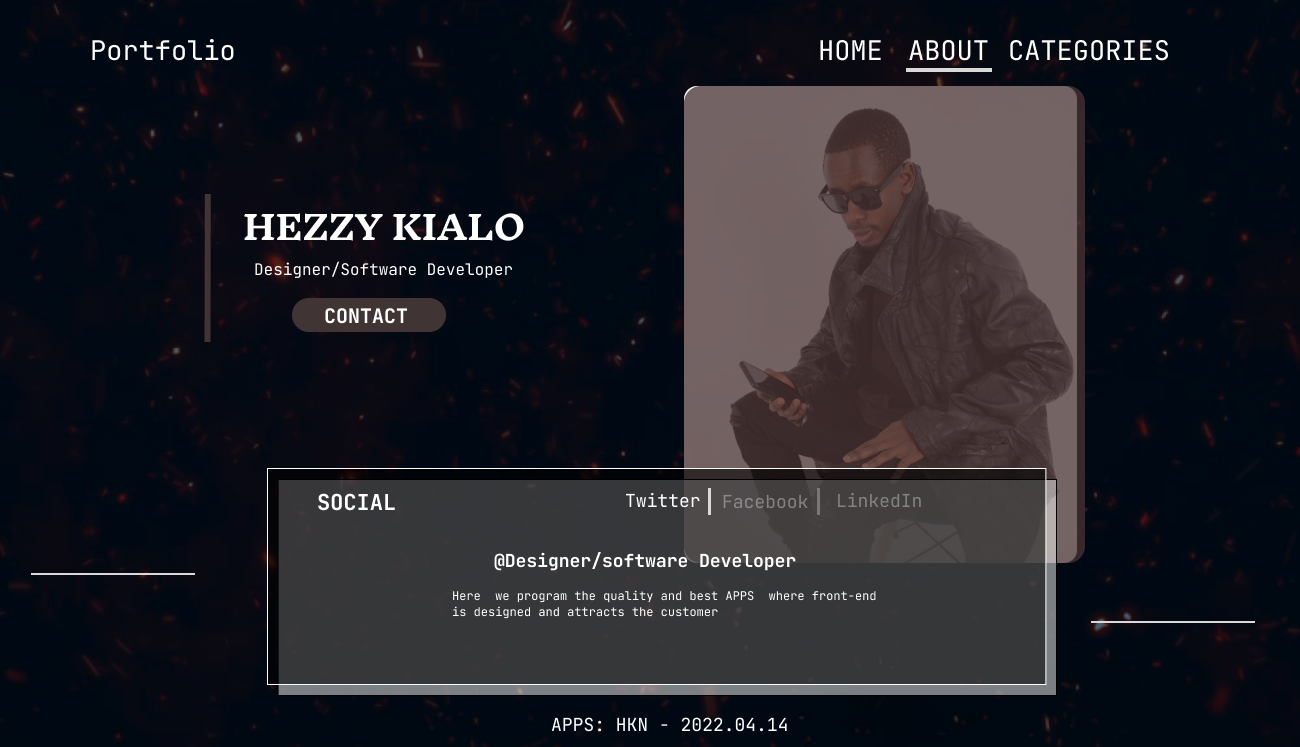 Portfolio
HOME ABOUT CATEGORIES
HEZZY KIALO
Designer/Software Developer
CONTACT
SOCIAL
Twitter Facebook LinkedIn
@Designer/software Developer
Here we program the quality and best APPS where front-end
is designed and attracts the customer
APPS: HKN - 2022.04.14